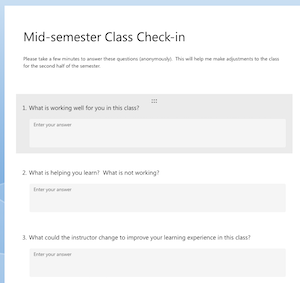 Mid-semester Class Check-in
Please take a few minutes to answer these questions (anonymously).  This will help me make adjustments to the class
for the second half of the semester.
1. What is working well for you in this class?
Enter your answer
2. What is helping you learn?  What is not working?
Enter your answer
3. What could the instructor change to improve your learning experience in this class?
Enter your answer